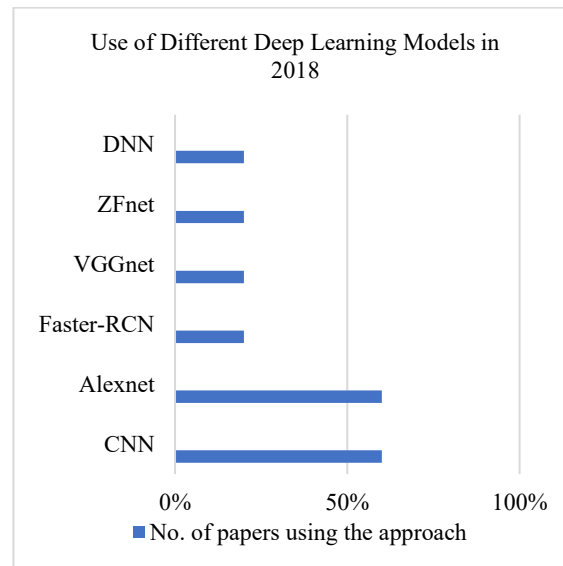 Use of Different Deep Learning Models in
2018
DNN
ZFnet
VGGnet
Faster-RCN
Alexnet
CNN
0% 50% 100%
No. of papers using the approach